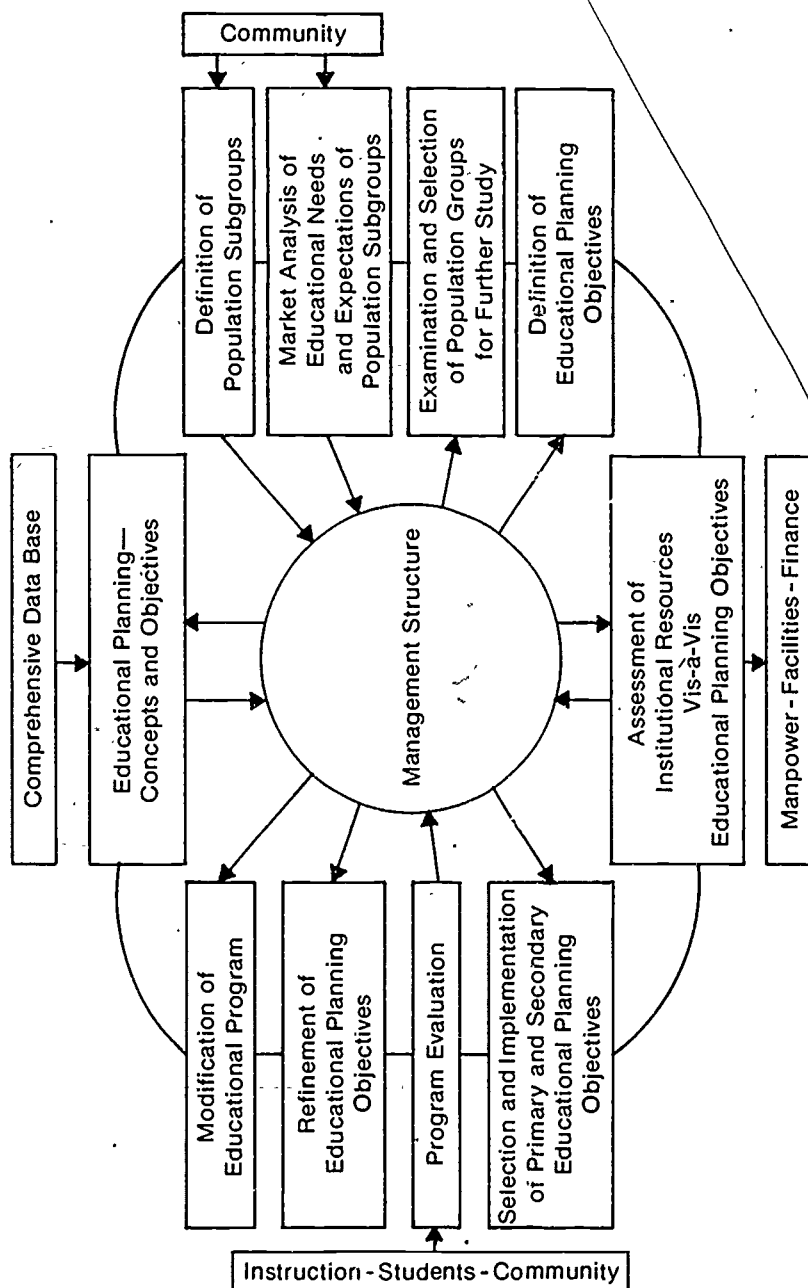 Comprehensive Data Base
Educational Planning—
Concepts and Objectives
Community
Definition of
Population Subgroups
Market Analysis of
Educational Needs
and Expectations of
Population Subgroups
Examination and Selection
of Population Groups
for Further Study
Definition of
Educational Planning
Objectives
Management Structure
Assessment of
Institutional Resources
Vis-à-Vis
Educational Planning Objectives
Manpower - Facilities - Finance
Modification of
Educational Program
Refinement of
Educational Planning
Objectives
Program Evaluation
Selection and Implementation
of Primary and Secondary
Educational Planning
Objectives
Instruction - Students - Community